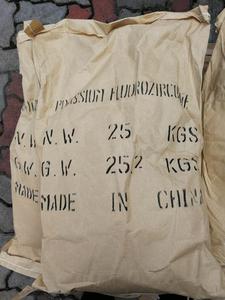 POTASSIUM FLUOROZIRCONATE
N.W. 25 KGS
G.W. 25.2 KGS
MADE IN CHINA